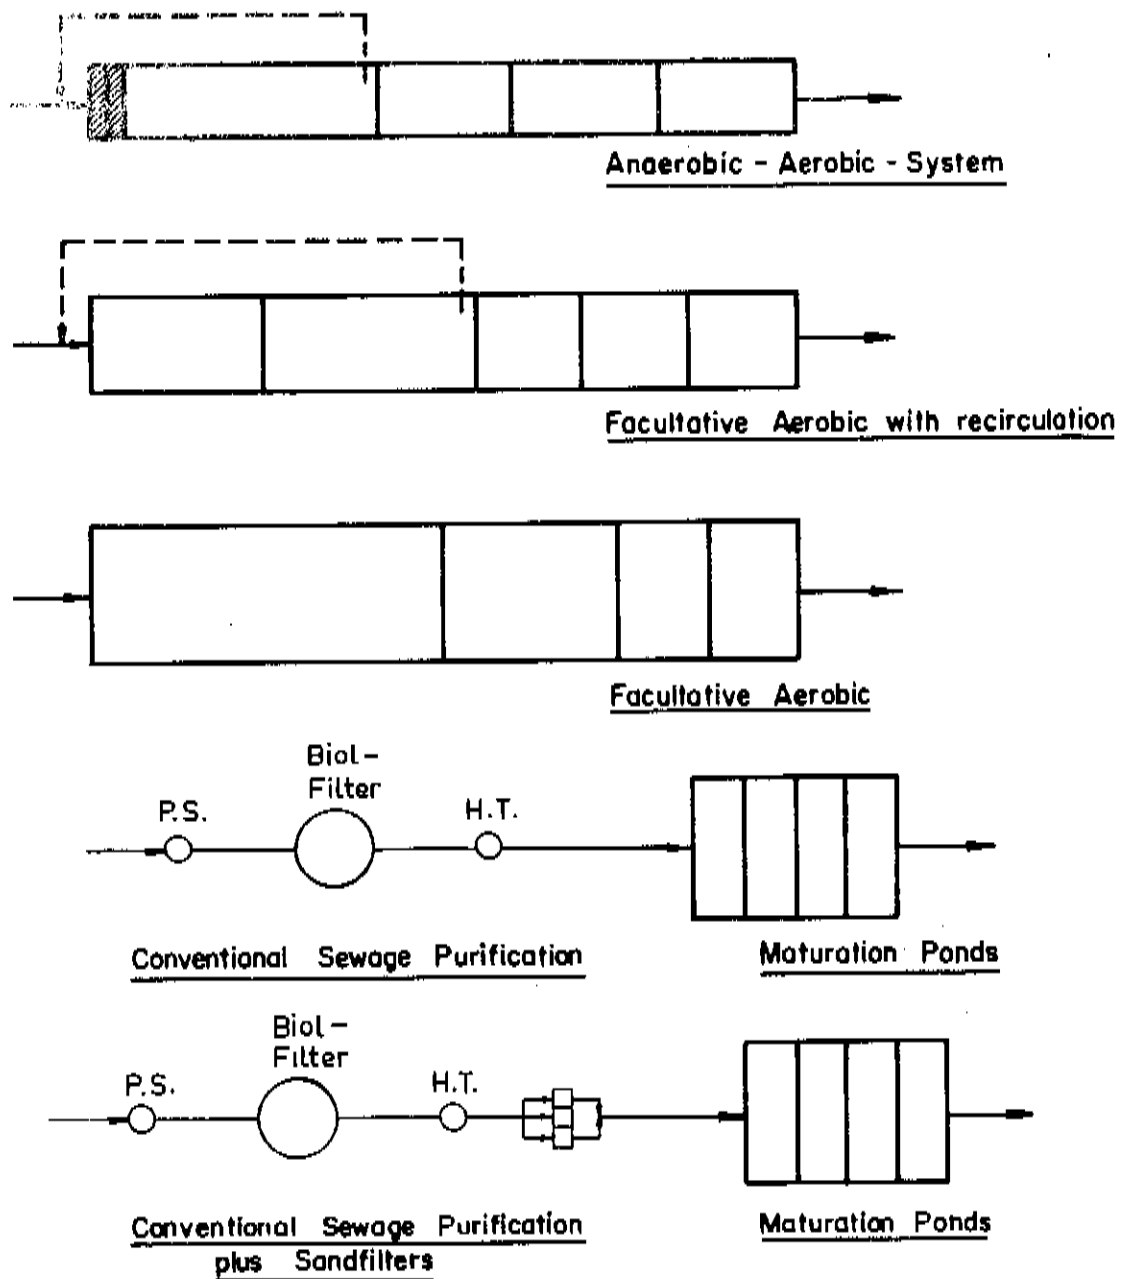 Anaerobic - Aerobic - System
Facultative Aerobic with recirculation
Facultative Aerobic
Biol-
Filter
P.S.
H.T.
Conventional Sewage Purification
Maturation Ponds
Biol-
Filter
P.S.
H.T.
Conventional Sewage Purification
plus Sandfilters
Maturation Ponds